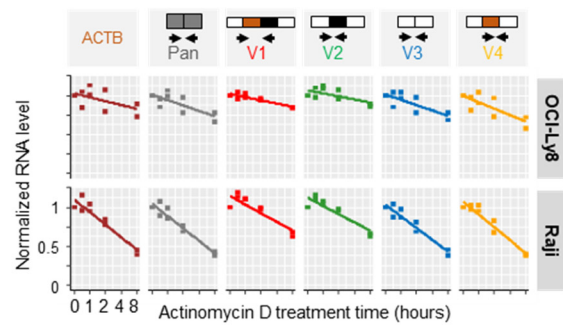 ACTB
Pan
V1
V2
V3
V4
Normalized RNA level
OCI-Ly8
1
0.5
0
Raji
0 1 2 4 8
Actinomycin D treatment time (hours)